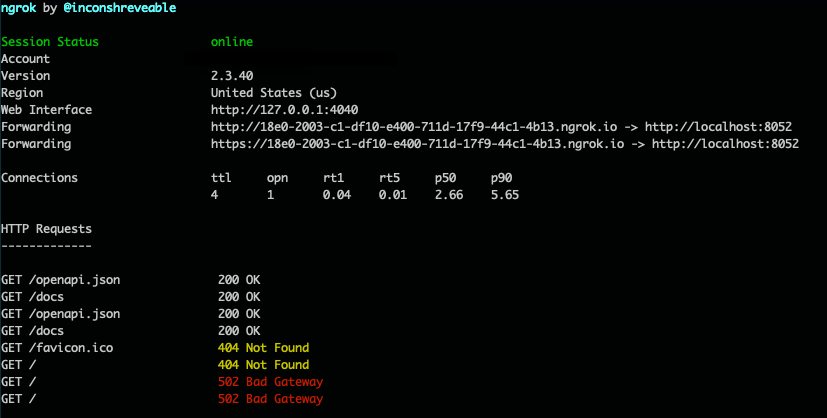 ngrok by @inconshreveable
Session Status online
Account
Version 2.3.40
Region United States (us)
Web Interface http://127.0.0.1:4040
Forwarding http://18e0-2003-c1-df10-e400-711d-17f9-44c1-4b13.ngrok.io -> http://localhost:8052
Forwarding https://18e0-2003-c1-df10-e400-711d-17f9-44c1-4b13.ngrok.io -> http://localhost:8052
Connections ttl opn rt1 rt5 p50 p90
4 1 0.04 0.01 2.66 5.65
HTTP Requests
-------------
GET /openapi.json 200 OK
GET /docs 200 OK
GET /openapi.json 200 OK
GET /docs 200 OK
GET /favicon.ico 404 Not Found
GET / 404 Not Found
GET / 502 Bad Gateway
GET / 502 Bad Gateway